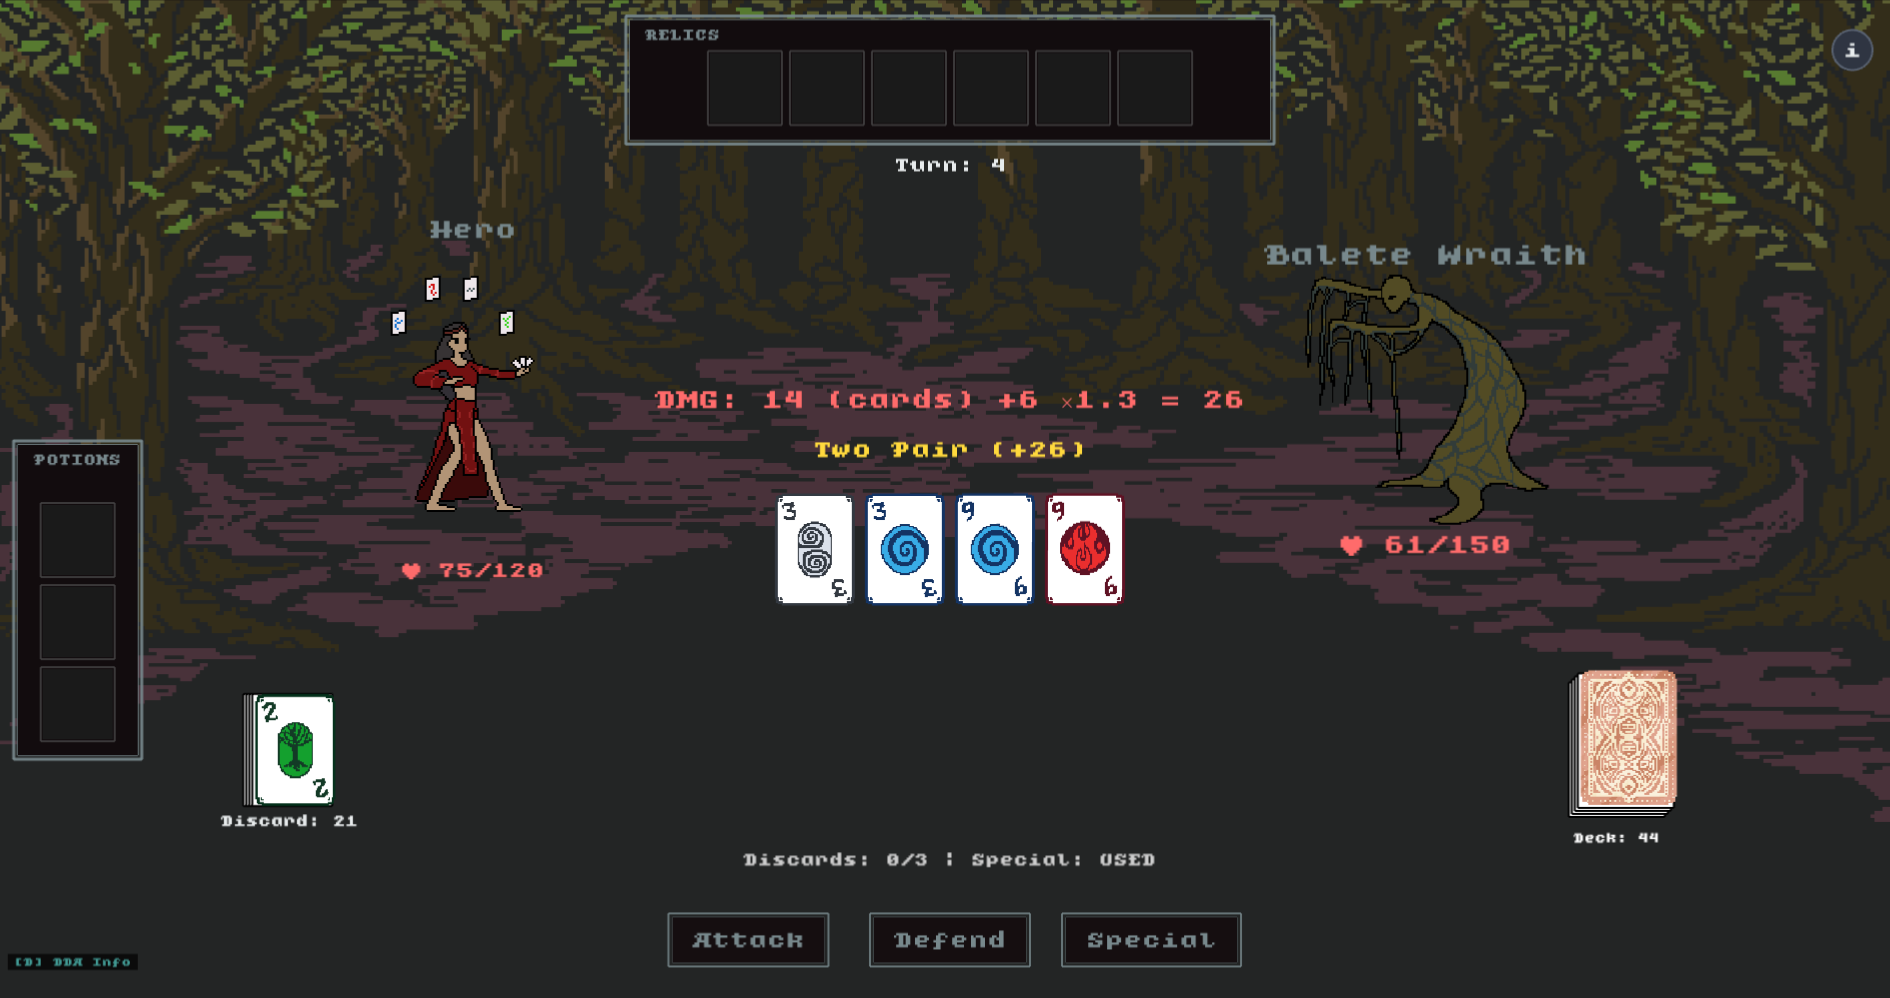 RELICS
i
Turn: 4
Hero
Balete Wraith
DMG: 14 (cards) +6 ×1.3 = 26
Two Pair (+26)
POTIONS
3 3 9 9
3 3 9 9
75/120
61/150
2
2
Discard: 21
Deck: 44
Discards: 0/3 | Special: USED
Attack Defend Special
[D] DDA Info